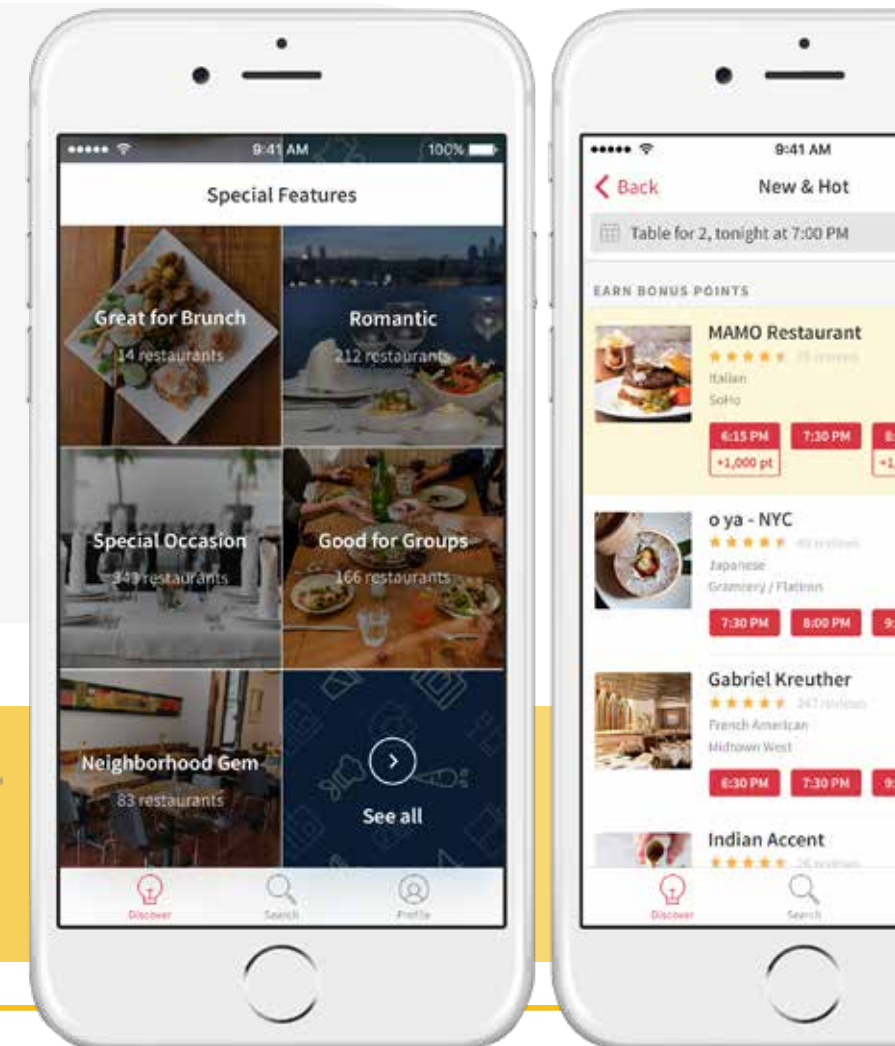 9:41 AM
100%
Special Features
Great for Brunch
14 restaurants
Romantic
212 restaurants
Special Occasion
343 restaurants
Good for Groups
166 restaurants
Neighborhood Gem
83 restaurants
See all
Discover
Search
Profile
9:41 AM
Back
New & Hot
Table for 2, tonight at 7:00 PM
EARN BONUS POINTS
MAMO Restaurant
reviews
Italian
SoHo
6:15 PM
7:30 PM
+1,000 pt
o ya - NYC
reviews
Japanese
Gramercy / Flatiron
7:30 PM
8:00 PM
Gabriel Kreuther
247 reviews
French American
Midtown West
6:30 PM
7:30 PM
Indian Accent
reviews
Discover
Search